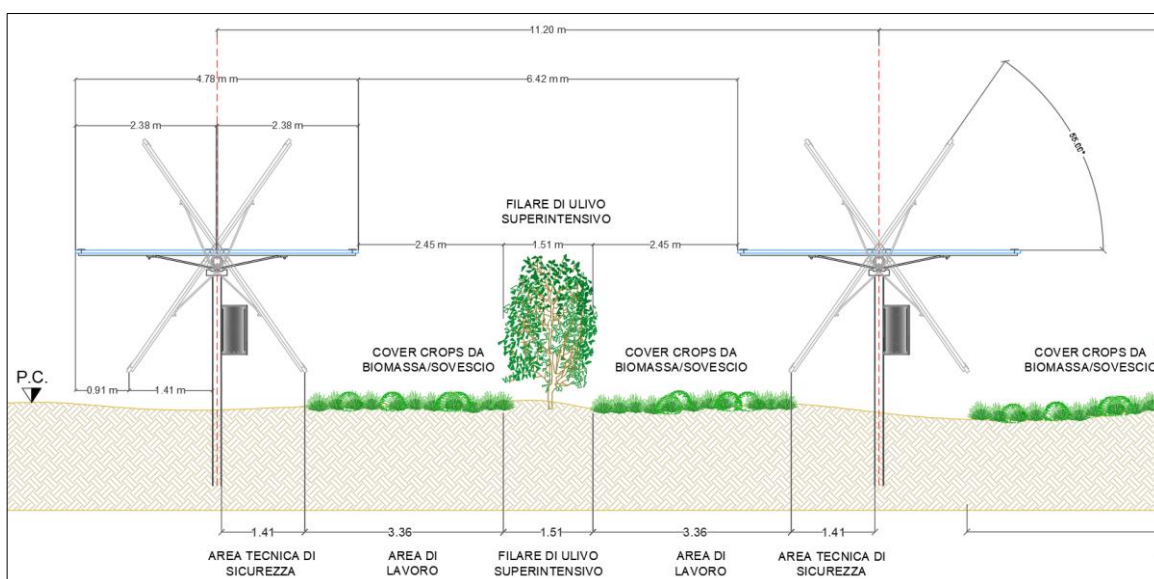 11.20 m
4.78 m m
6.42 m m
2.38 m
2.38 m
55.00°
FILARE DI ULIVO
SUPERINTENSIVO
2.45 m
1.51 m
2.45 m
COVER CROPS DA
BIOMASSA/SOVESCIO
COVER CROPS DA
BIOMASSA/SOVESCIO
COVER CROPS DA
BIOMASSA/SOVESCIO
P.C.
0.91 m
1.41 m
1.41
3.36
1.51
3.36
1.41
AREA TECNICA DI
SICUREZZA
AREA DI
LAVORO
FILARE DI ULIVO
SUPERINTENSIVO
AREA DI
LAVORO
AREA TECNICA DI
SICUREZZA